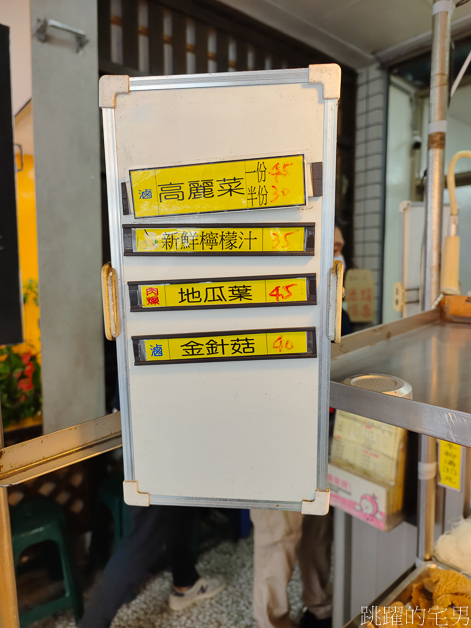 滷 高麗菜 一份 45
半份 30
新鮮檸檬汁 35
肉燥 地瓜葉 45
滷 金針菇 40
跳躍的宅男